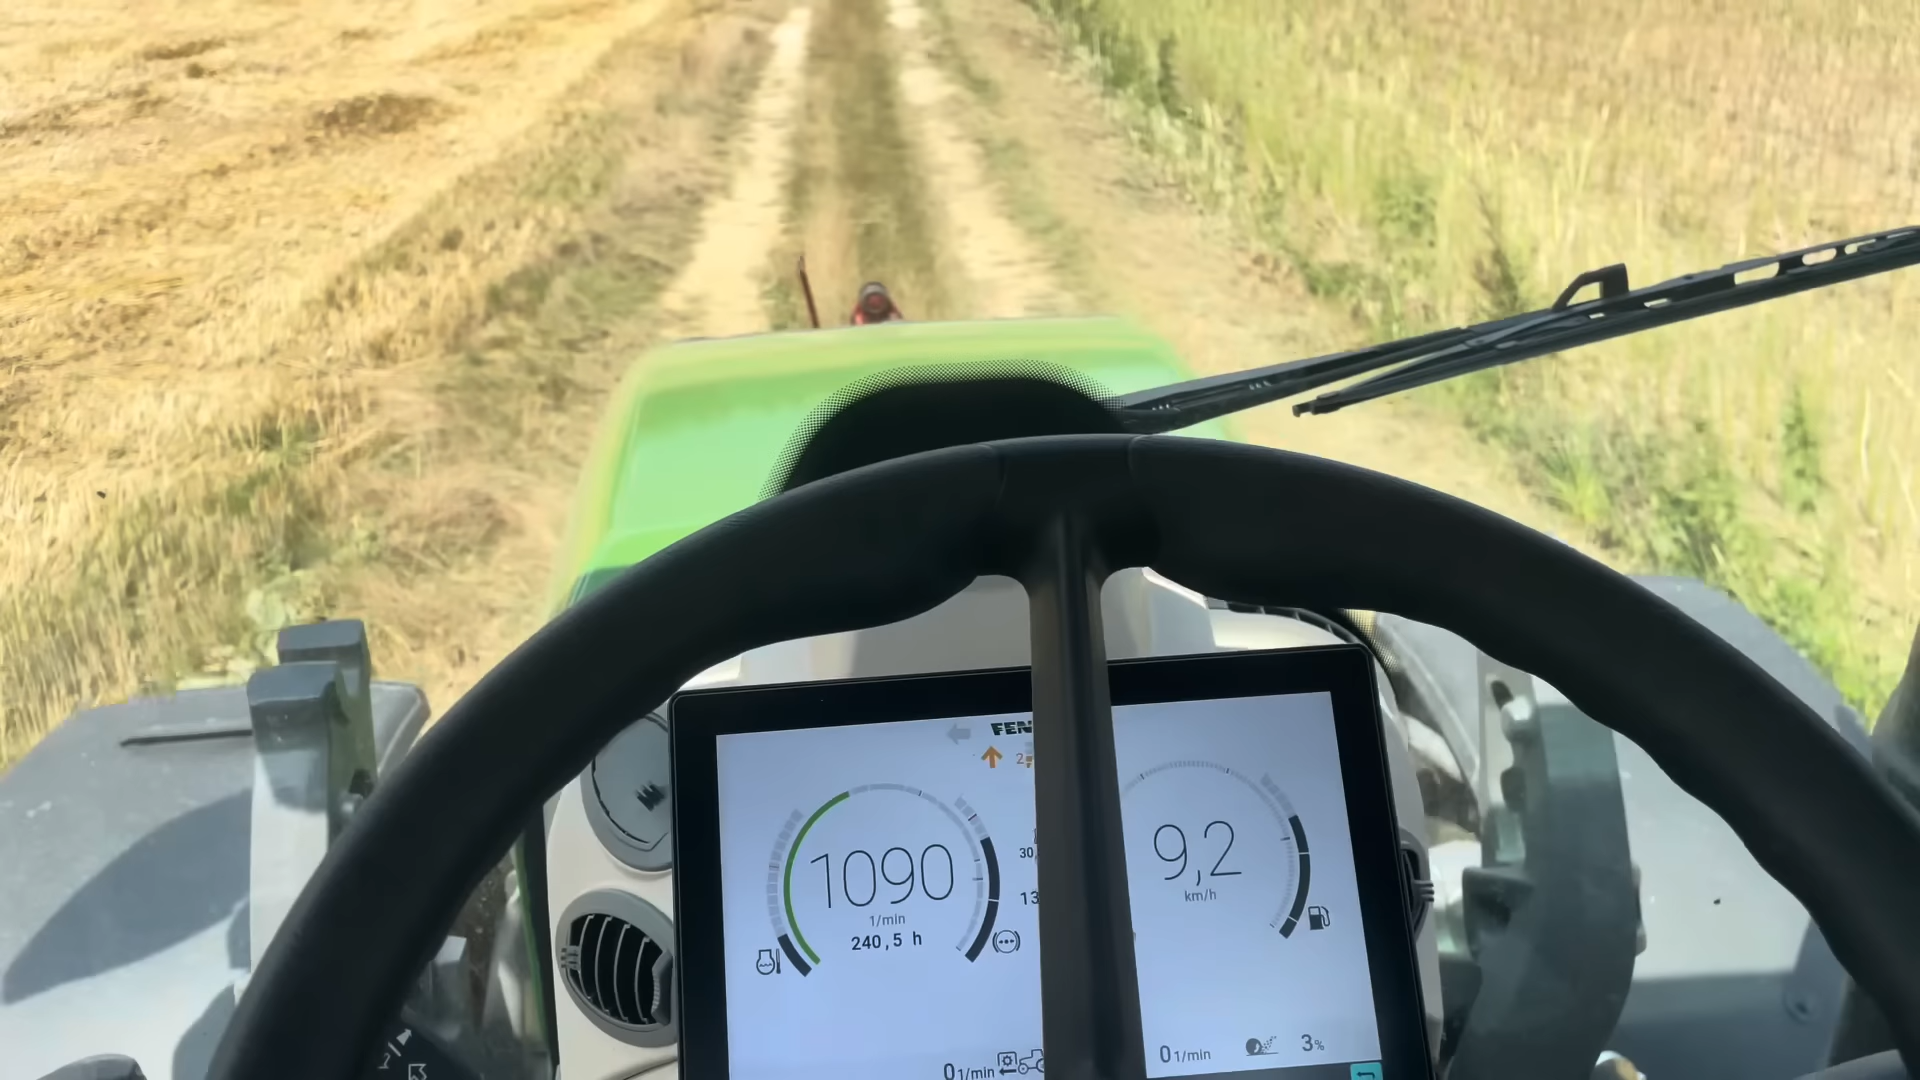 FEN
2
1090
1/min
240,5 h
30,
13
9,2
km/h
0 1/min
0 1/min
3%